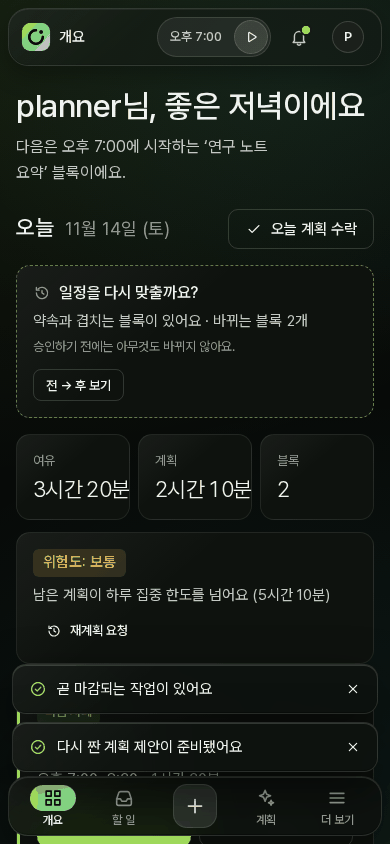 개요
오후 7:00
P
planner님, 좋은 저녁이에요
다음은 오후 7:00에 시작하는 ‘연구 노트
요약’ 블록이에요.
오늘 11월 14일 (토)
오늘 계획 수락
일정을 다시 맞출까요?
약속과 겹치는 블록이 있어요 · 바뀌는 블록 2개
승인하기 전에는 아무것도 바뀌지 않아요.
전 → 후 보기
여유
계획
블록
3시간 20분
2시간 10분
2
위험도: 보통
남은 계획이 하루 집중 한도를 넘어요 (5시간 10분)
재계획 요청
곧 마감되는 작업이 있어요
다시 짠 계획 제안이 준비됐어요
개요
할 일
계획
더 보기